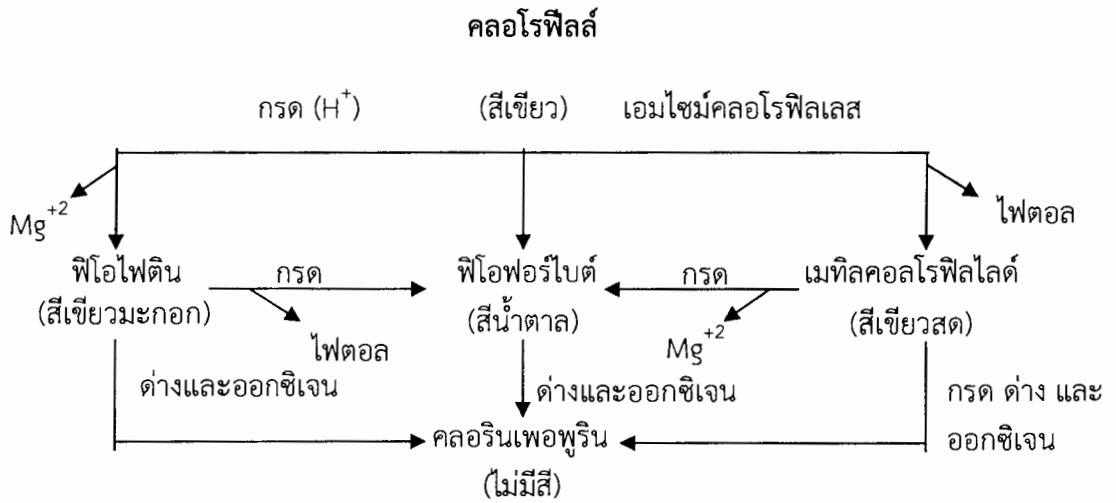 คลอโรฟีลล์
กรด (H+) (สีเขียว) เอมไซม์คลอโรฟิลเลส
Mg+2 ไฟตอล
ฟิโอไฟติน กรด ฟิโอฟอร์ไบต์ กรด เมทิลคอลโรฟิลไลด์
(สีเขียวมะกอก) (สีน้ำตาล) (สีเขียวสด)
ไฟตอล Mg+2
ด่างและออกซิเจน ด่างและออกซิเจน กรด ด่าง และ
คลอรินเพอพูริน ออกซิเจน
(ไม่มีสี)